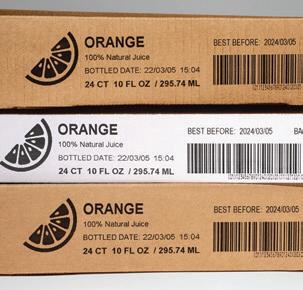 ORANGE
100% Natural Juice
BOTTLED DATE: 22/03/05 15:04
24 CT 10 FL OZ / 295.74 ML
BEST BEFORE: 2024/03/05
ORANGE
100% Natural Juice
BOTTLED DATE: 22/03/05 15:04
24 CT 10 FL OZ / 295.74 ML
BEST BEFORE: 2024/03/05 BA
ORANGE
100% Natural Juice
BOTTLED DATE: 22/03/05 15:04
24 CT 10 FL OZ / 295.74 ML
BEST BEFORE: 2024/03/05